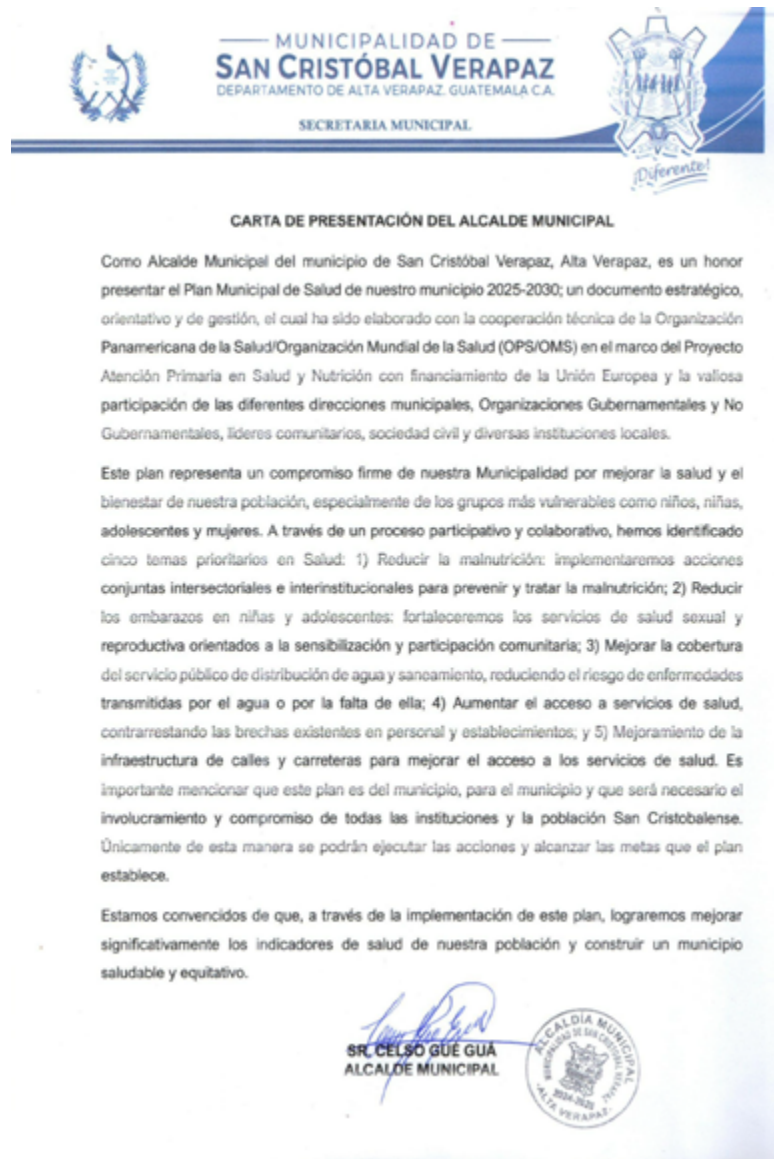 MUNICIPALIDAD DE
SAN CRISTÓBAL VERAPAZ
DEPARTAMENTO DE ALTA VERAPAZ. GUATEMALA C.A.
SECRETARIA MUNICIPAL
¡Diferente!
CARTA DE PRESENTACIÓN DEL ALCALDE MUNICIPAL
Como Alcalde Municipal del municipio de San Cristóbal Verapaz, Alta Verapaz, es un honor
presentar el Plan Municipal de Salud de nuestro municipio 2025-2030; un documento estratégico,
orientativo y de gestión, el cual ha sido elaborado con la cooperación técnica de la Organización
Panamericana de la Salud/Organización Mundial de la Salud (OPS/OMS) en el marco del Proyecto
Atención Primaria en Salud y Nutrición con financiamiento de la Unión Europea y la valiosa
participación de las diferentes direcciones municipales, Organizaciones Gubernamentales y No
Gubernamentales, líderes comunitarios, sociedad civil y diversas instituciones locales.
Este plan representa un compromiso firme de nuestra Municipalidad por mejorar la salud y el
bienestar de nuestra población, especialmente de los grupos más vulnerables como niños, niñas,
adolescentes y mujeres. A través de un proceso participativo y colaborativo, hemos identificado
cinco temas prioritarios en Salud: 1) Reducir la malnutrición: implementaremos acciones
conjuntas intersectoriales e interinstitucionales para prevenir y tratar la malnutrición; 2) Reducir
los embarazos en niñas y adolescentes: fortaleceremos los servicios de salud sexual y
reproductiva orientados a la sensibilización y participación comunitaria; 3) Mejorar la cobertura
del servicio público de distribución de agua y saneamiento, reduciendo el riesgo de enfermedades
transmitidas por el agua o por la falta de ella; 4) Aumentar el acceso a servicios de salud,
contrarrestando las brechas existentes en personal y establecimientos; y 5) Mejoramiento de la
infraestructura de calles y carreteras para mejorar el acceso a los servicios de salud. Es
importante mencionar que este plan es del municipio, para el municipio y que será necesario el
involucramiento y compromiso de todas las instituciones y la población San Cristobalense.
Únicamente de esta manera se podrán ejecutar las acciones y alcanzar las metas que el plan
establece.
Estamos convencidos de que, a través de la implementación de este plan, lograremos mejorar
significativamente los indicadores de salud de nuestra población y construir un municipio
saludable y equitativo.
SR. CELSO GUE GUÁ
ALCALDE MUNICIPAL
ALCALDÍA MUNICIPAL
MUNICIPALIDAD DE SAN CRISTOBAL
ALTA VERAPAZ.